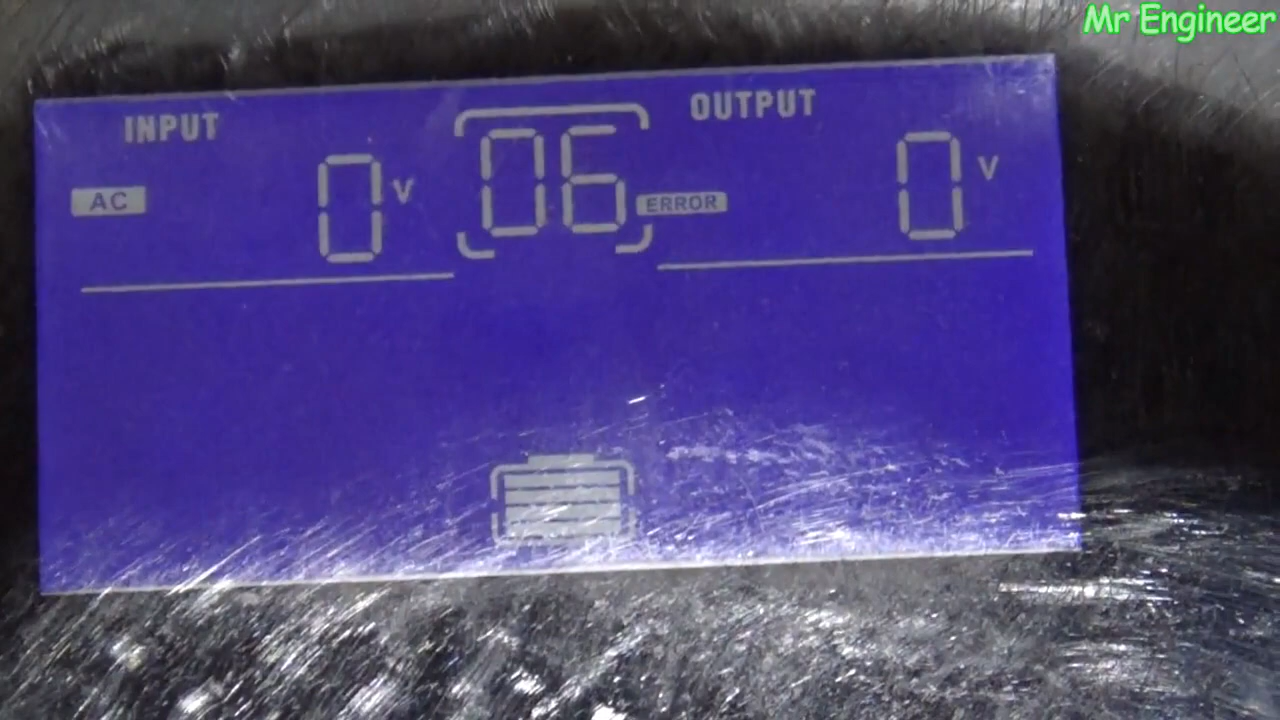 Mr Engineer
INPUT
OUTPUT
AC 0 V
06 ERROR
0 V